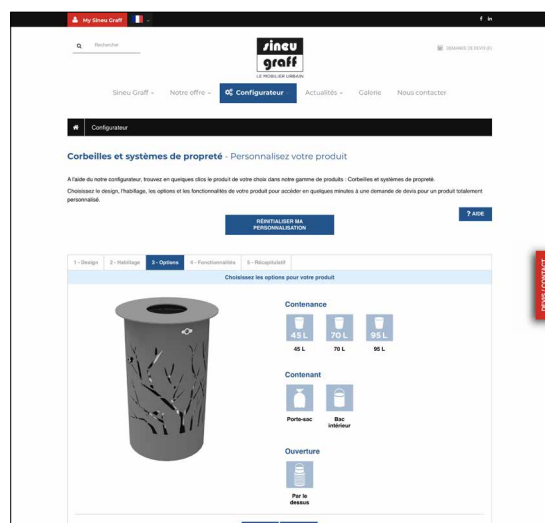 My Sineu Graff
f in
Rechercher
sineu
graff
LE MOBILIER URBAIN
DEMANDE DE DEVIS (0)
Sineu Graff
Notre offre
Configurateur
Actualités
Galerie
Nous contacter
Configurateur
Corbeilles et systèmes de propreté - Personnalisez votre produit
A l'aide du notre configurateur, trouvez en quelques clics le produit de votre choix dans notre gamme de produits : Corbeilles et systèmes de propreté.
Choisissez le design, l'habillage, les options et les fonctionnalités de votre produit pour accéder en quelques minutes à une demande de devis pour un produit totalement
personnalisé.
? AIDE
RÉINITIALISER MA
PERSONNALISATION
DEVIS / CONTACT
1 - Design
2 - Habillage
3 - Options
4 - Fonctionnalités
5 - Récapitulatif
Choisissez les options pour votre produit
Contenance
45 L 70 L 95 L
45 L 70 L 95 L
Contenant
Porte-sac
Bac
intérieur
Ouverture
Par le
dessus